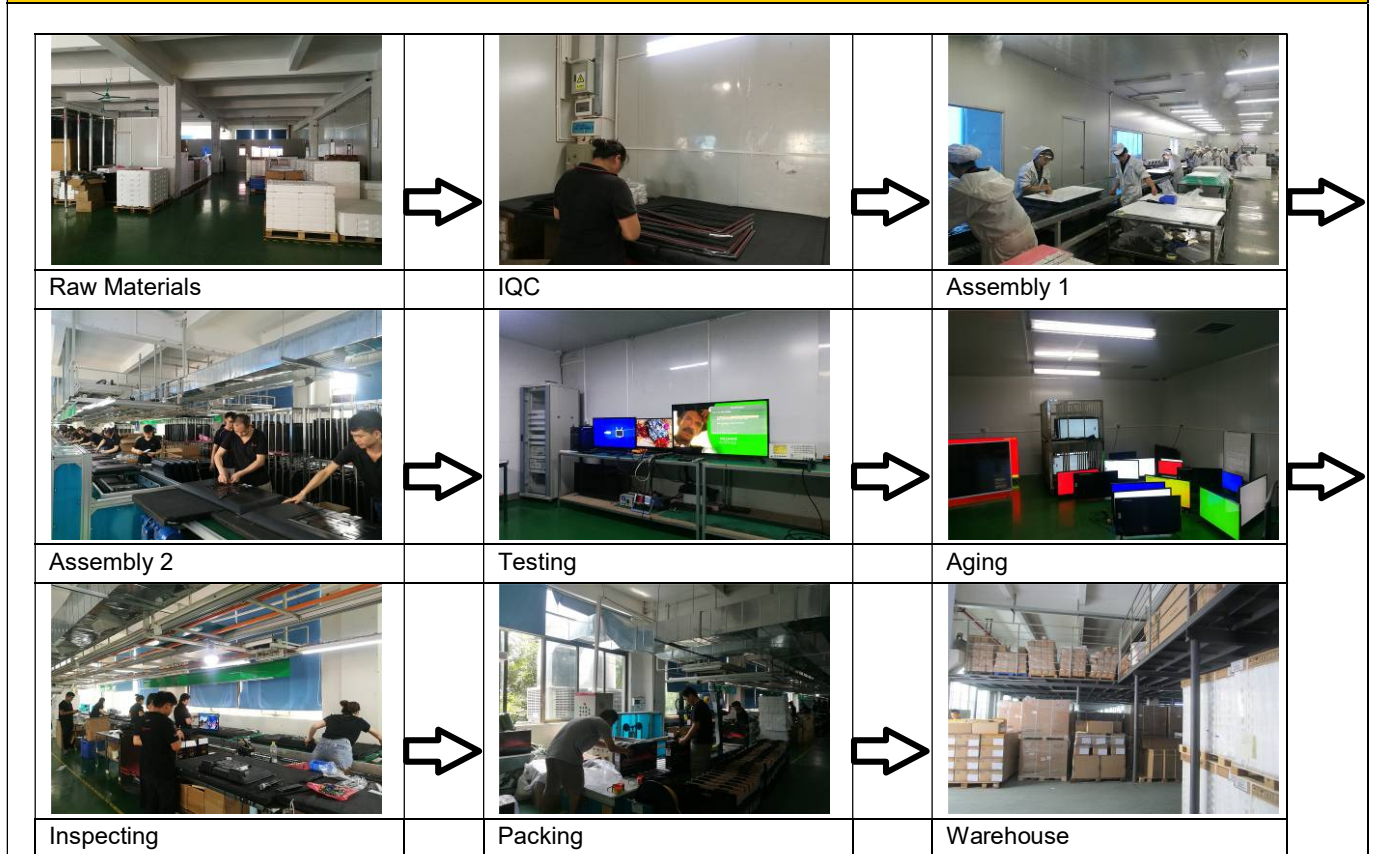 Raw Materials
IQC
Assembly 1
Assembly 2
Testing
Aging
Inspecting
Packing
Warehouse